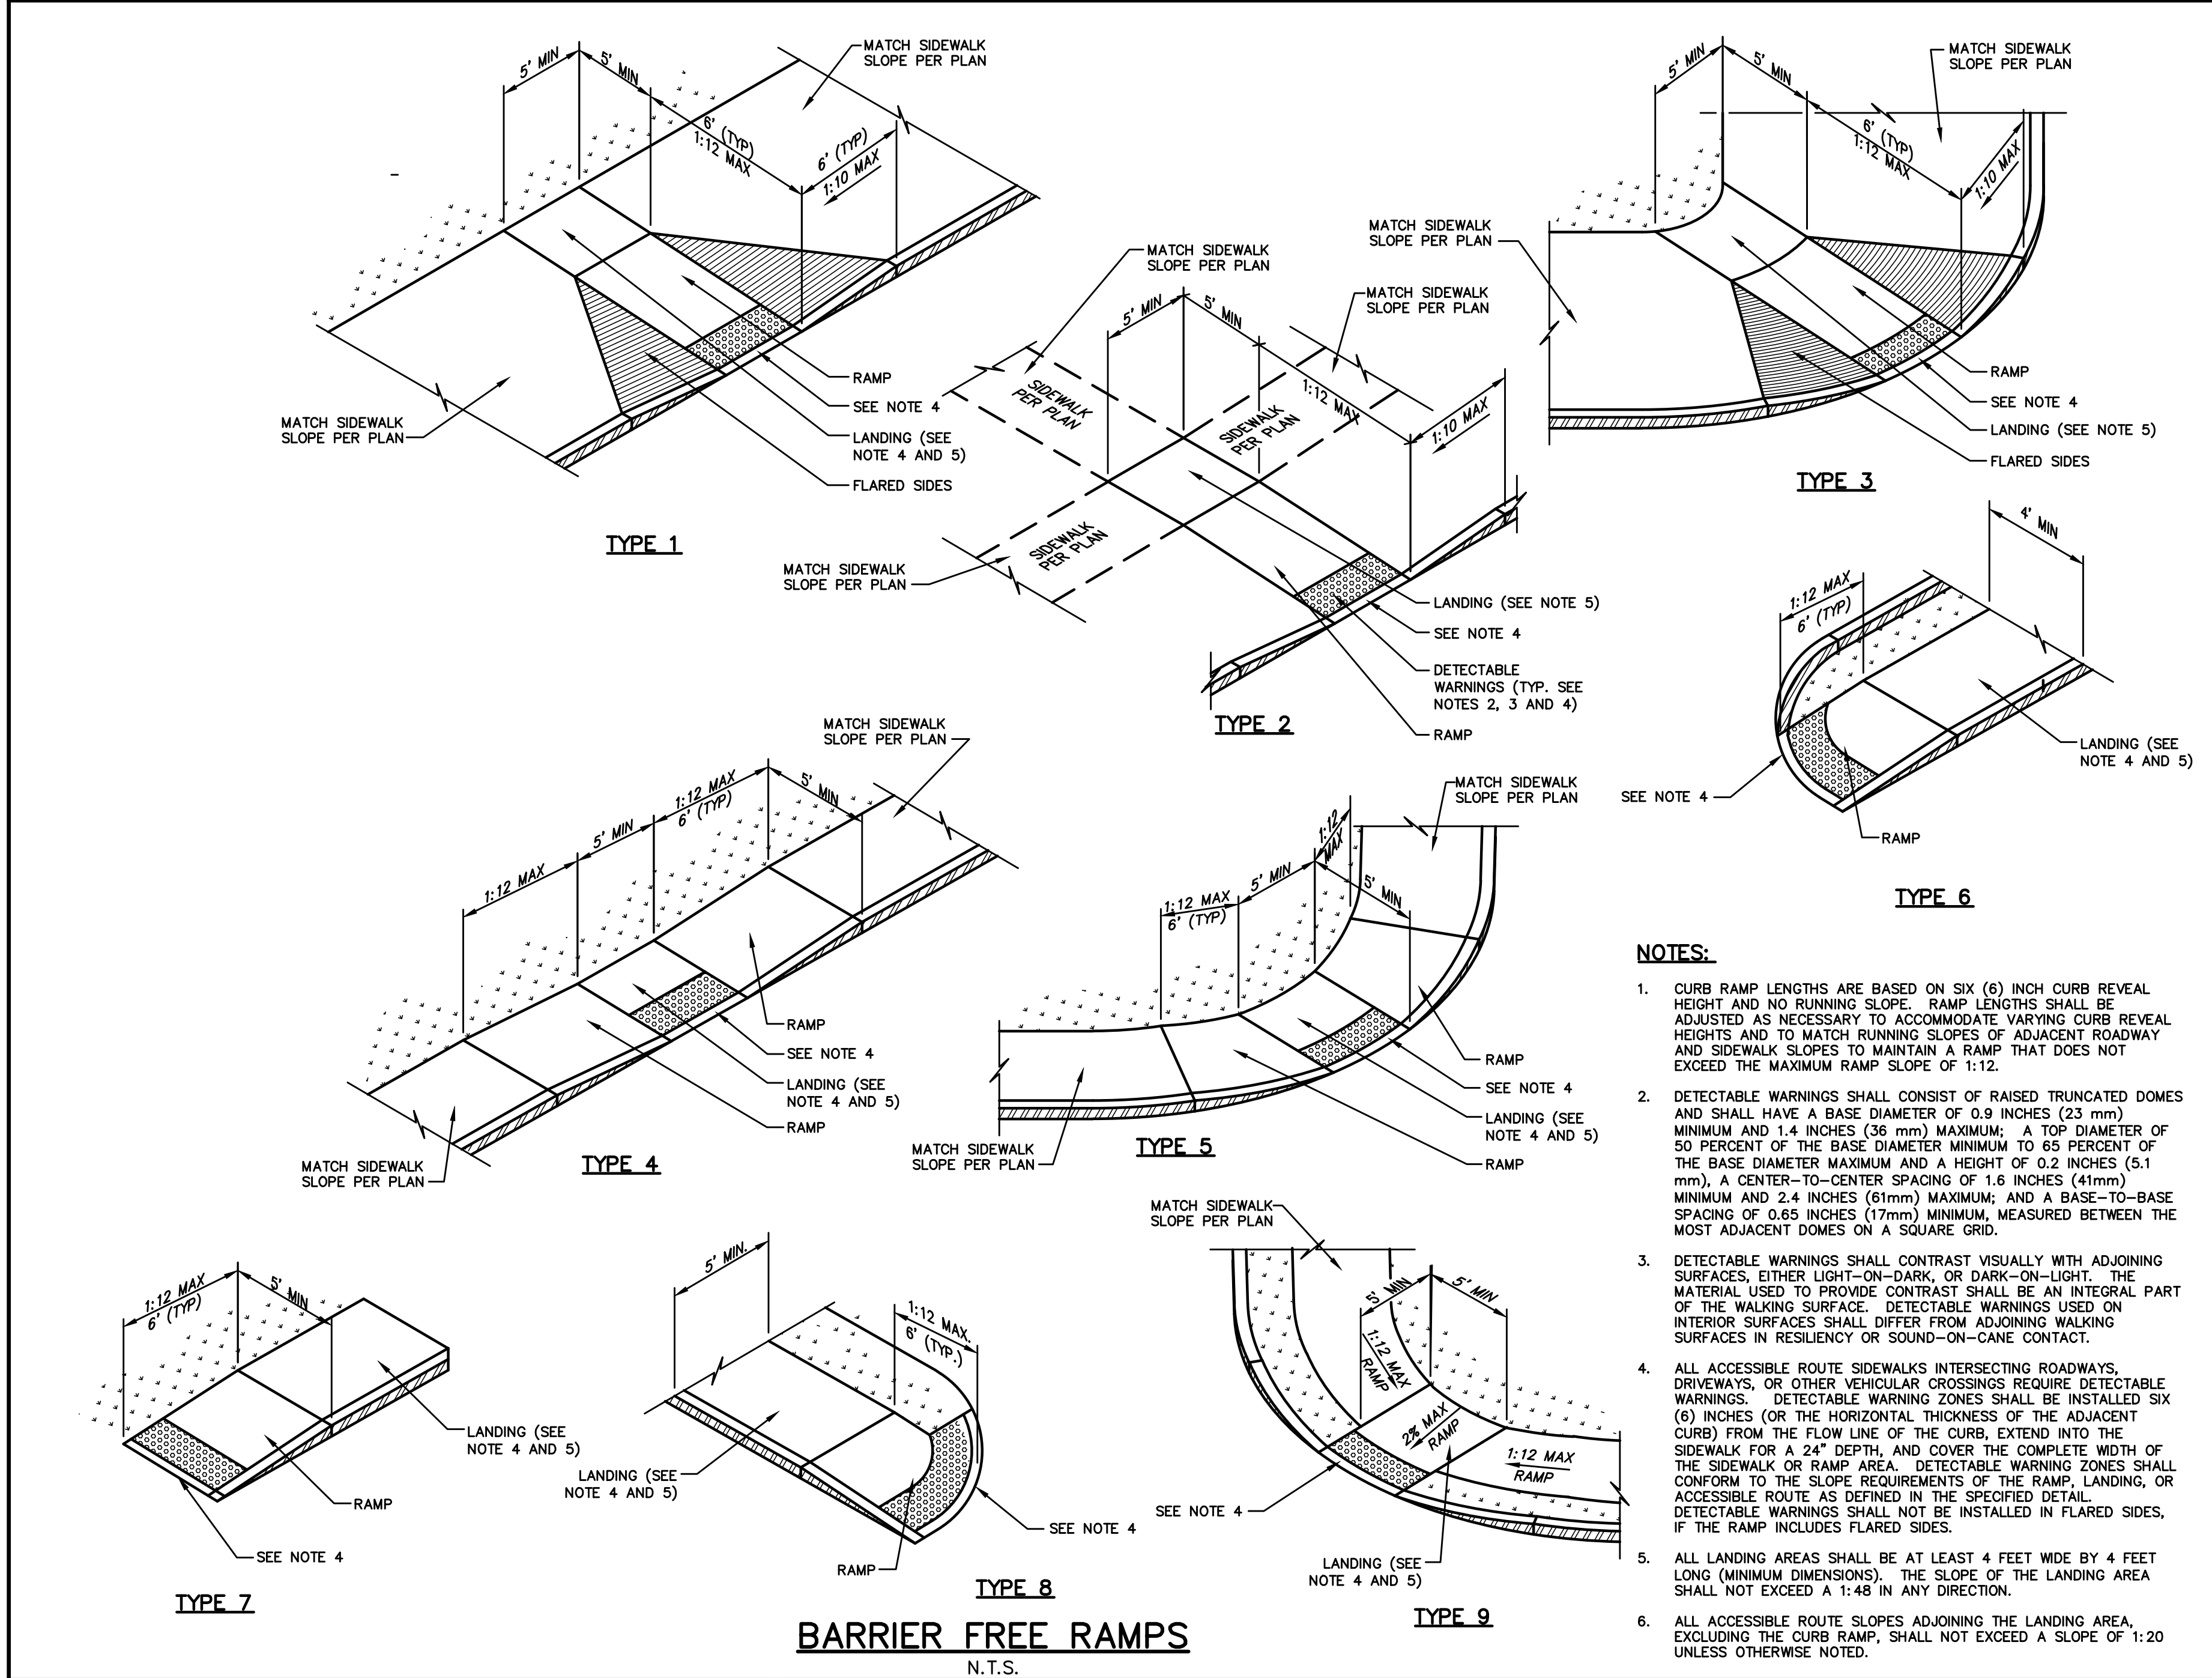 5' MIN
5' MIN
6' (TYP)
1:12 MAX
6' (TYP)
1:10 MAX
MATCH SIDEWALK
SLOPE PER PLAN
MATCH SIDEWALK
SLOPE PER PLAN
RAMP
SEE NOTE 4
LANDING (SEE
NOTE 4 AND 5)
FLARED SIDES
TYPE 1
MATCH SIDEWALK
SLOPE PER PLAN
MATCH SIDEWALK
SLOPE PER PLAN
5' MIN
5' MIN
1:12 MAX
1:10 MAX
SIDEWALK
PER PLAN
SIDEWALK
PER PLAN
SIDEWALK
PER PLAN
MATCH SIDEWALK
SLOPE PER PLAN
LANDING (SEE NOTE 5)
SEE NOTE 4
DETECTABLE
WARNINGS (TYP. SEE
NOTES 2, 3 AND 4)
RAMP
TYPE 2
5' MIN
5' MIN
6' (TYP)
1:12 MAX
1:10 MAX
MATCH SIDEWALK
SLOPE PER PLAN
MATCH SIDEWALK
SLOPE PER PLAN
RAMP
SEE NOTE 4
LANDING (SEE NOTE 5)
FLARED SIDES
TYPE 3
MATCH SIDEWALK
SLOPE PER PLAN
1:12 MAX
5' MIN
1:12 MAX
6' (TYP)
5' MIN
RAMP
SEE NOTE 4
LANDING (SEE
NOTE 4 AND 5)
RAMP
MATCH SIDEWALK
SLOPE PER PLAN
TYPE 4
MATCH SIDEWALK
SLOPE PER PLAN
1:12 MAX
6' (TYP)
5' MIN
1:12
MAX
5' MIN
RAMP
SEE NOTE 4
LANDING (SEE
NOTE 4 AND 5)
RAMP
MATCH SIDEWALK
SLOPE PER PLAN
TYPE 5
4' MIN
1:12 MAX
6' (TYP)
LANDING (SEE
NOTE 4 AND 5)
SEE NOTE 4
RAMP
TYPE 6
1:12 MAX
6' (TYP)
5' MIN
LANDING (SEE
NOTE 4 AND 5)
RAMP
SEE NOTE 4
TYPE 7
5' MIN.
1:12 MAX.
6' (TYP.)
LANDING (SEE
NOTE 4 AND 5)
SEE NOTE 4
RAMP
TYPE 8
MATCH SIDEWALK
SLOPE PER PLAN
5' MIN
5' MIN
1:12 MAX
RAMP
2% MAX
RAMP
1:12 MAX
RAMP
SEE NOTE 4
LANDING (SEE
NOTE 4 AND 5)
TYPE 9
BARRIER FREE RAMPS
N.T.S.
NOTES:
1. CURB RAMP LENGTHS ARE BASED ON SIX (6) INCH CURB REVEAL
HEIGHT AND NO RUNNING SLOPE. RAMP LENGTHS SHALL BE
ADJUSTED AS NECESSARY TO ACCOMMODATE VARYING CURB REVEAL
HEIGHTS AND TO MATCH RUNNING SLOPES OF ADJACENT ROADWAY
AND SIDEWALK SLOPES TO MAINTAIN A RAMP THAT DOES NOT
EXCEED THE MAXIMUM RAMP SLOPE OF 1:12.
2. DETECTABLE WARNINGS SHALL CONSIST OF RAISED TRUNCATED DOMES
AND SHALL HAVE A BASE DIAMETER OF 0.9 INCHES (23 mm)
MINIMUM AND 1.4 INCHES (36 mm) MAXIMUM; A TOP DIAMETER OF
50 PERCENT OF THE BASE DIAMETER MINIMUM TO 65 PERCENT OF
THE BASE DIAMETER MAXIMUM AND A HEIGHT OF 0.2 INCHES (5.1
mm), A CENTER-TO-CENTER SPACING OF 1.6 INCHES (41mm)
MINIMUM AND 2.4 INCHES (61mm) MAXIMUM; AND A BASE-TO-BASE
SPACING OF 0.65 INCHES (17mm) MINIMUM, MEASURED BETWEEN THE
MOST ADJACENT DOMES ON A SQUARE GRID.
3. DETECTABLE WARNINGS SHALL CONTRAST VISUALLY WITH ADJOINING
SURFACES, EITHER LIGHT-ON-DARK, OR DARK-ON-LIGHT. THE
MATERIAL USED TO PROVIDE CONTRAST SHALL BE AN INTEGRAL PART
OF THE WALKING SURFACE. DETECTABLE WARNINGS USED ON
INTERIOR SURFACES SHALL DIFFER FROM ADJOINING WALKING
SURFACES IN RESILIENCY OR SOUND-ON-CANE CONTACT.
4. ALL ACCESSIBLE ROUTE SIDEWALKS INTERSECTING ROADWAYS,
DRIVEWAYS, OR OTHER VEHICULAR CROSSINGS REQUIRE DETECTABLE
WARNINGS. DETECTABLE WARNING ZONES SHALL BE INSTALLED SIX
(6) INCHES (OR THE HORIZONTAL THICKNESS OF THE ADJACENT
CURB) FROM THE FLOW LINE OF THE CURB, EXTEND INTO THE
SIDEWALK FOR A 24" DEPTH, AND COVER THE COMPLETE WIDTH OF
THE SIDEWALK OR RAMP AREA. DETECTABLE WARNING ZONES SHALL
CONFORM TO THE SLOPE REQUIREMENTS OF THE RAMP, LANDING, OR
ACCESSIBLE ROUTE AS DEFINED IN THE SPECIFIED DETAIL.
DETECTABLE WARNINGS SHALL NOT BE INSTALLED IN FLARED SIDES,
IF THE RAMP INCLUDES FLARED SIDES.
5. ALL LANDING AREAS SHALL BE AT LEAST 4 FEET WIDE BY 4 FEET
LONG (MINIMUM DIMENSIONS). THE SLOPE OF THE LANDING AREA
SHALL NOT EXCEED A 1:48 IN ANY DIRECTION.
6. ALL ACCESSIBLE ROUTE SLOPES ADJOINING THE LANDING AREA,
EXCLUDING THE CURB RAMP, SHALL NOT EXCEED A SLOPE OF 1:20
UNLESS OTHERWISE NOTED.